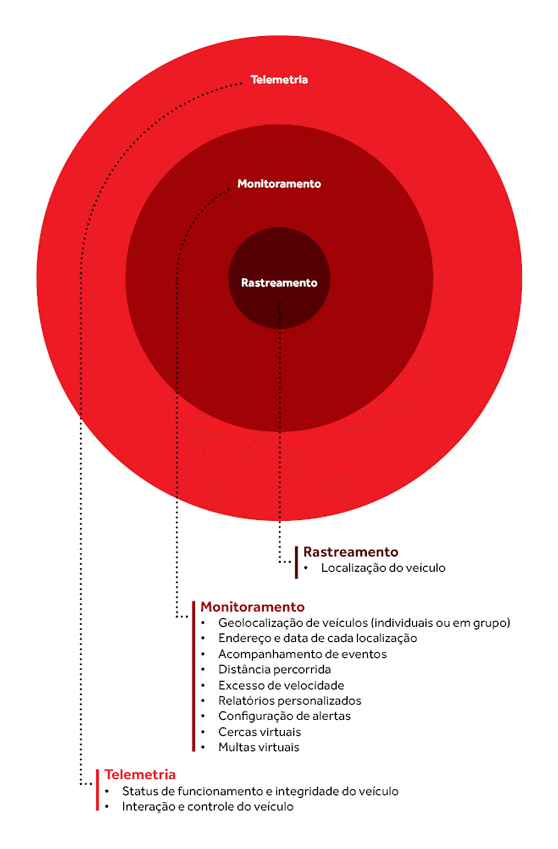 Telemetria
Monitoramento
Rastreamento
Rastreamento
• Localização do veículo
Monitoramento
• Geolocalização de veículos (individuais ou em grupo)
• Endereço e data de cada localização
• Acompanhamento de eventos
• Distância percorrida
• Excesso de velocidade
• Relatórios personalizados
• Configuração de alertas
• Cercas virtuais
• Multas virtuais
Telemetria
• Status de funcionamento e integridade do veículo
• Interação e controle do veículo